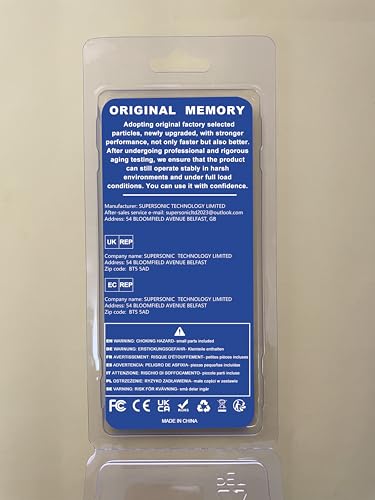 ORIGINAL MEMORY
Adopting original factory selected
particles, newly upgraded, with stronger
performance, not only faster but also better.
After undergoing professional and rigorous
aging testing, we ensure that the product
can still operate stably in harsh
environments and under full load
conditions. You can use it with confidence.
Manufacturer: SUPERSONIC TECHNOLOGY LIMITED
After-sales service e-mail: supersonicltd2023@outlook.com
Address: 54 BLOOMFIELD AVENUE BELFAST, GB
UK REP
Company name: SUPERSONIC TECHNOLOGY LIMITED
Address: 54 BLOOMFIELD AVENUE BELFAST
Zip code: BT5 5AD
EC REP
Company name: SUPERSONIC TECHNOLOGY LIMITED
Address: 54 BLOOMFIELD AVENUE BELFAST
Zip code: BT5 5AD
EN WARNING: CHOKING HAZARD- small parts included
DE WARNUNG: ERSTICKUNGSGEFAHR- Kleinteile enthalten
FR AVERTISSEMENT: RISQUE D'ÉTOUFFEMENT- petites pièces incluses
ES ADVERTENCIA: PELIGRO DE ASFIXIA- piezas pequeñas incluidas
IT ATTENZIONE: RISCHIO DI SOFFOCAMENTO- piccole parti incluse
PL OSTRZEŻENIE: RYZYKO ZADŁAWIENIA- małe części w zestawie
SE VARNING: RISK FÖR KVÄVNING- små delar ingår
FC CE UK CA RoHS
MADE IN CHINA